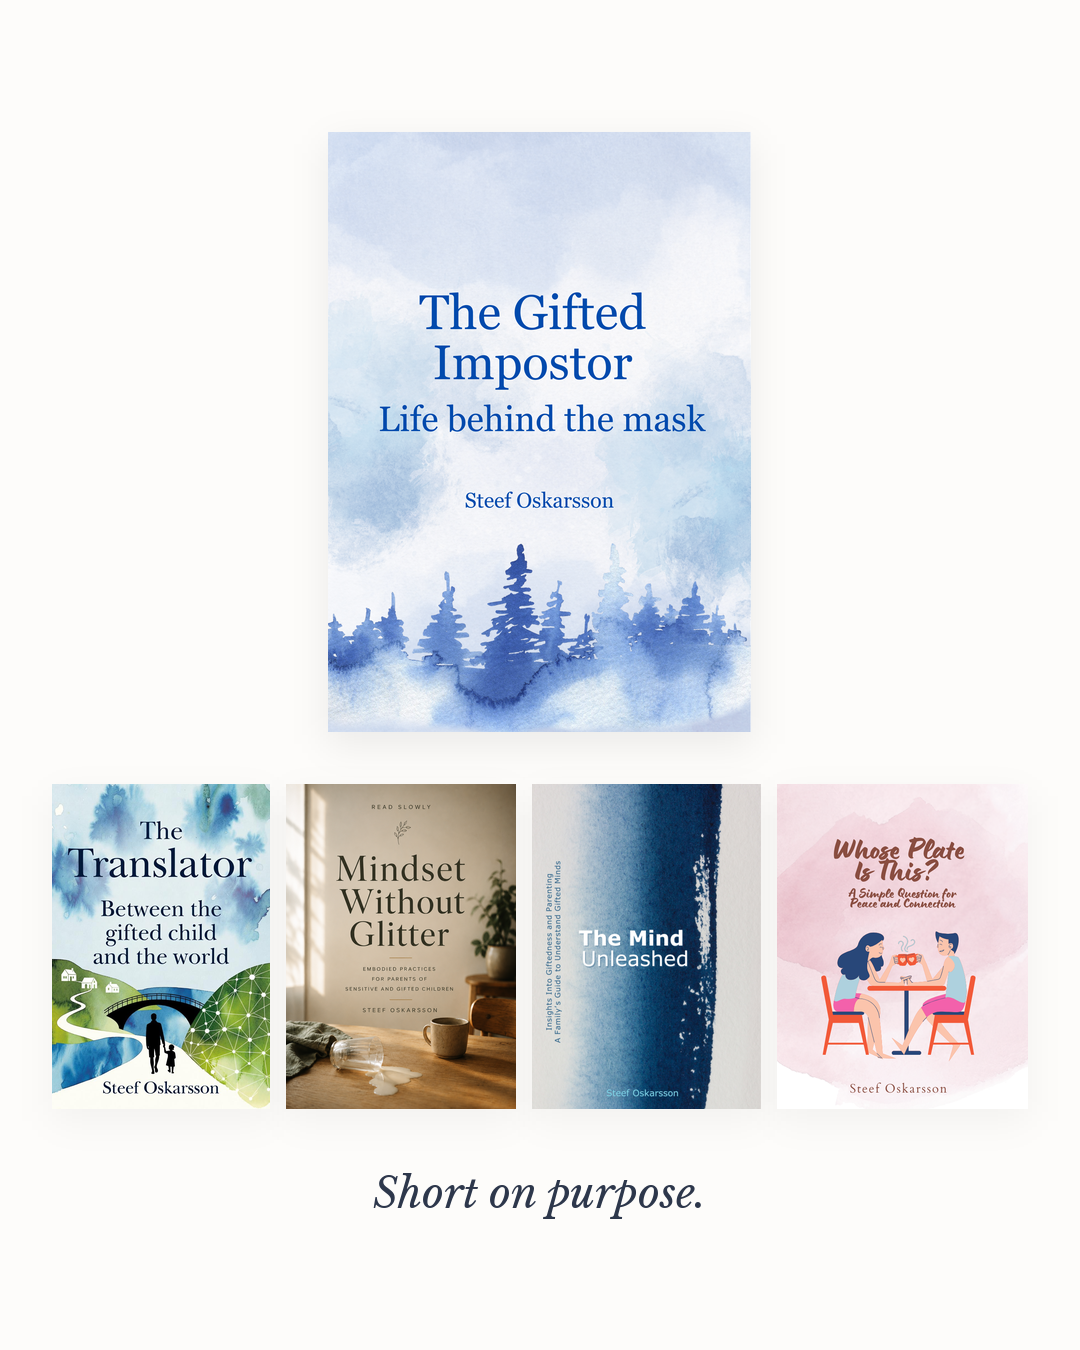 The Gifted
Impostor
Life behind the mask
Steef Oskarsson
The
Translator
Between the
gifted child
and the world
Steef Oskarsson
READ SLOWLY
Mindset
Without
Glitter
EMBODIED PRACTICES
FOR PARENTS OF
SENSITIVE AND GIFTED CHILDREN
STEEF OSKARSSON
Insights Into Giftedness and Parenting
A Family's Guide to Understand Gifted Minds
The Mind
Unleashed
Steef Oskarsson
Whose Plate
Is This?
A Simple Question for
Peace and Connection
Steef Oskarsson
Short on purpose.